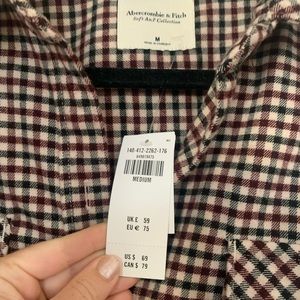 Abercrombie & Fitch
Soft A&F Collection
M
140-412-2262-176
MEDIUM
UK £ 59
EU € 75
US $ 69
CAN $ 79